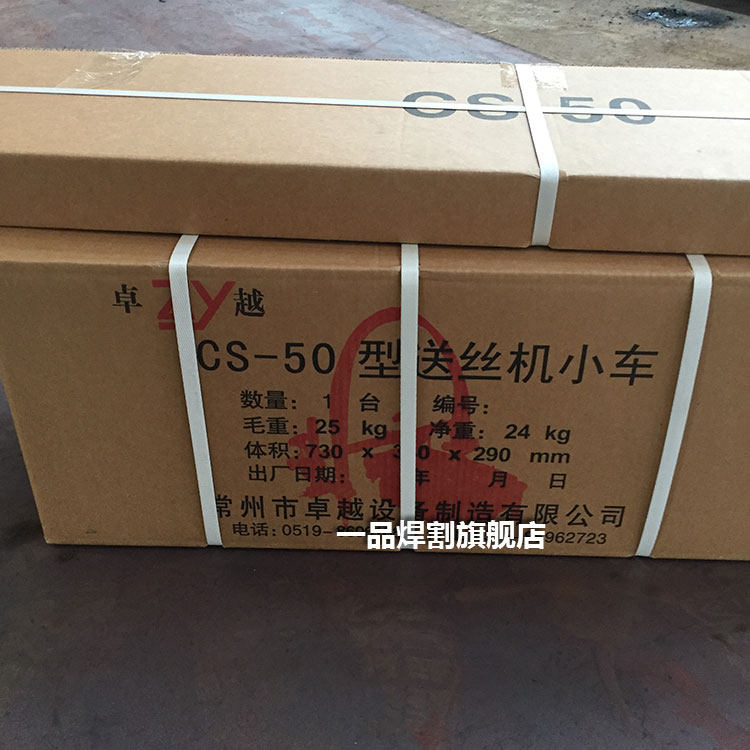 CS-50
卓 ZY 越
CS-50 型送丝机小车
数量: 1 台 编号:
毛重: 25 kg 净重: 24 kg
体积:730 x x 290 mm
出厂日期: 年 月 日
常州市卓越设备制造有限公司
电话: 0519- 962723
一品焊割旗舰店